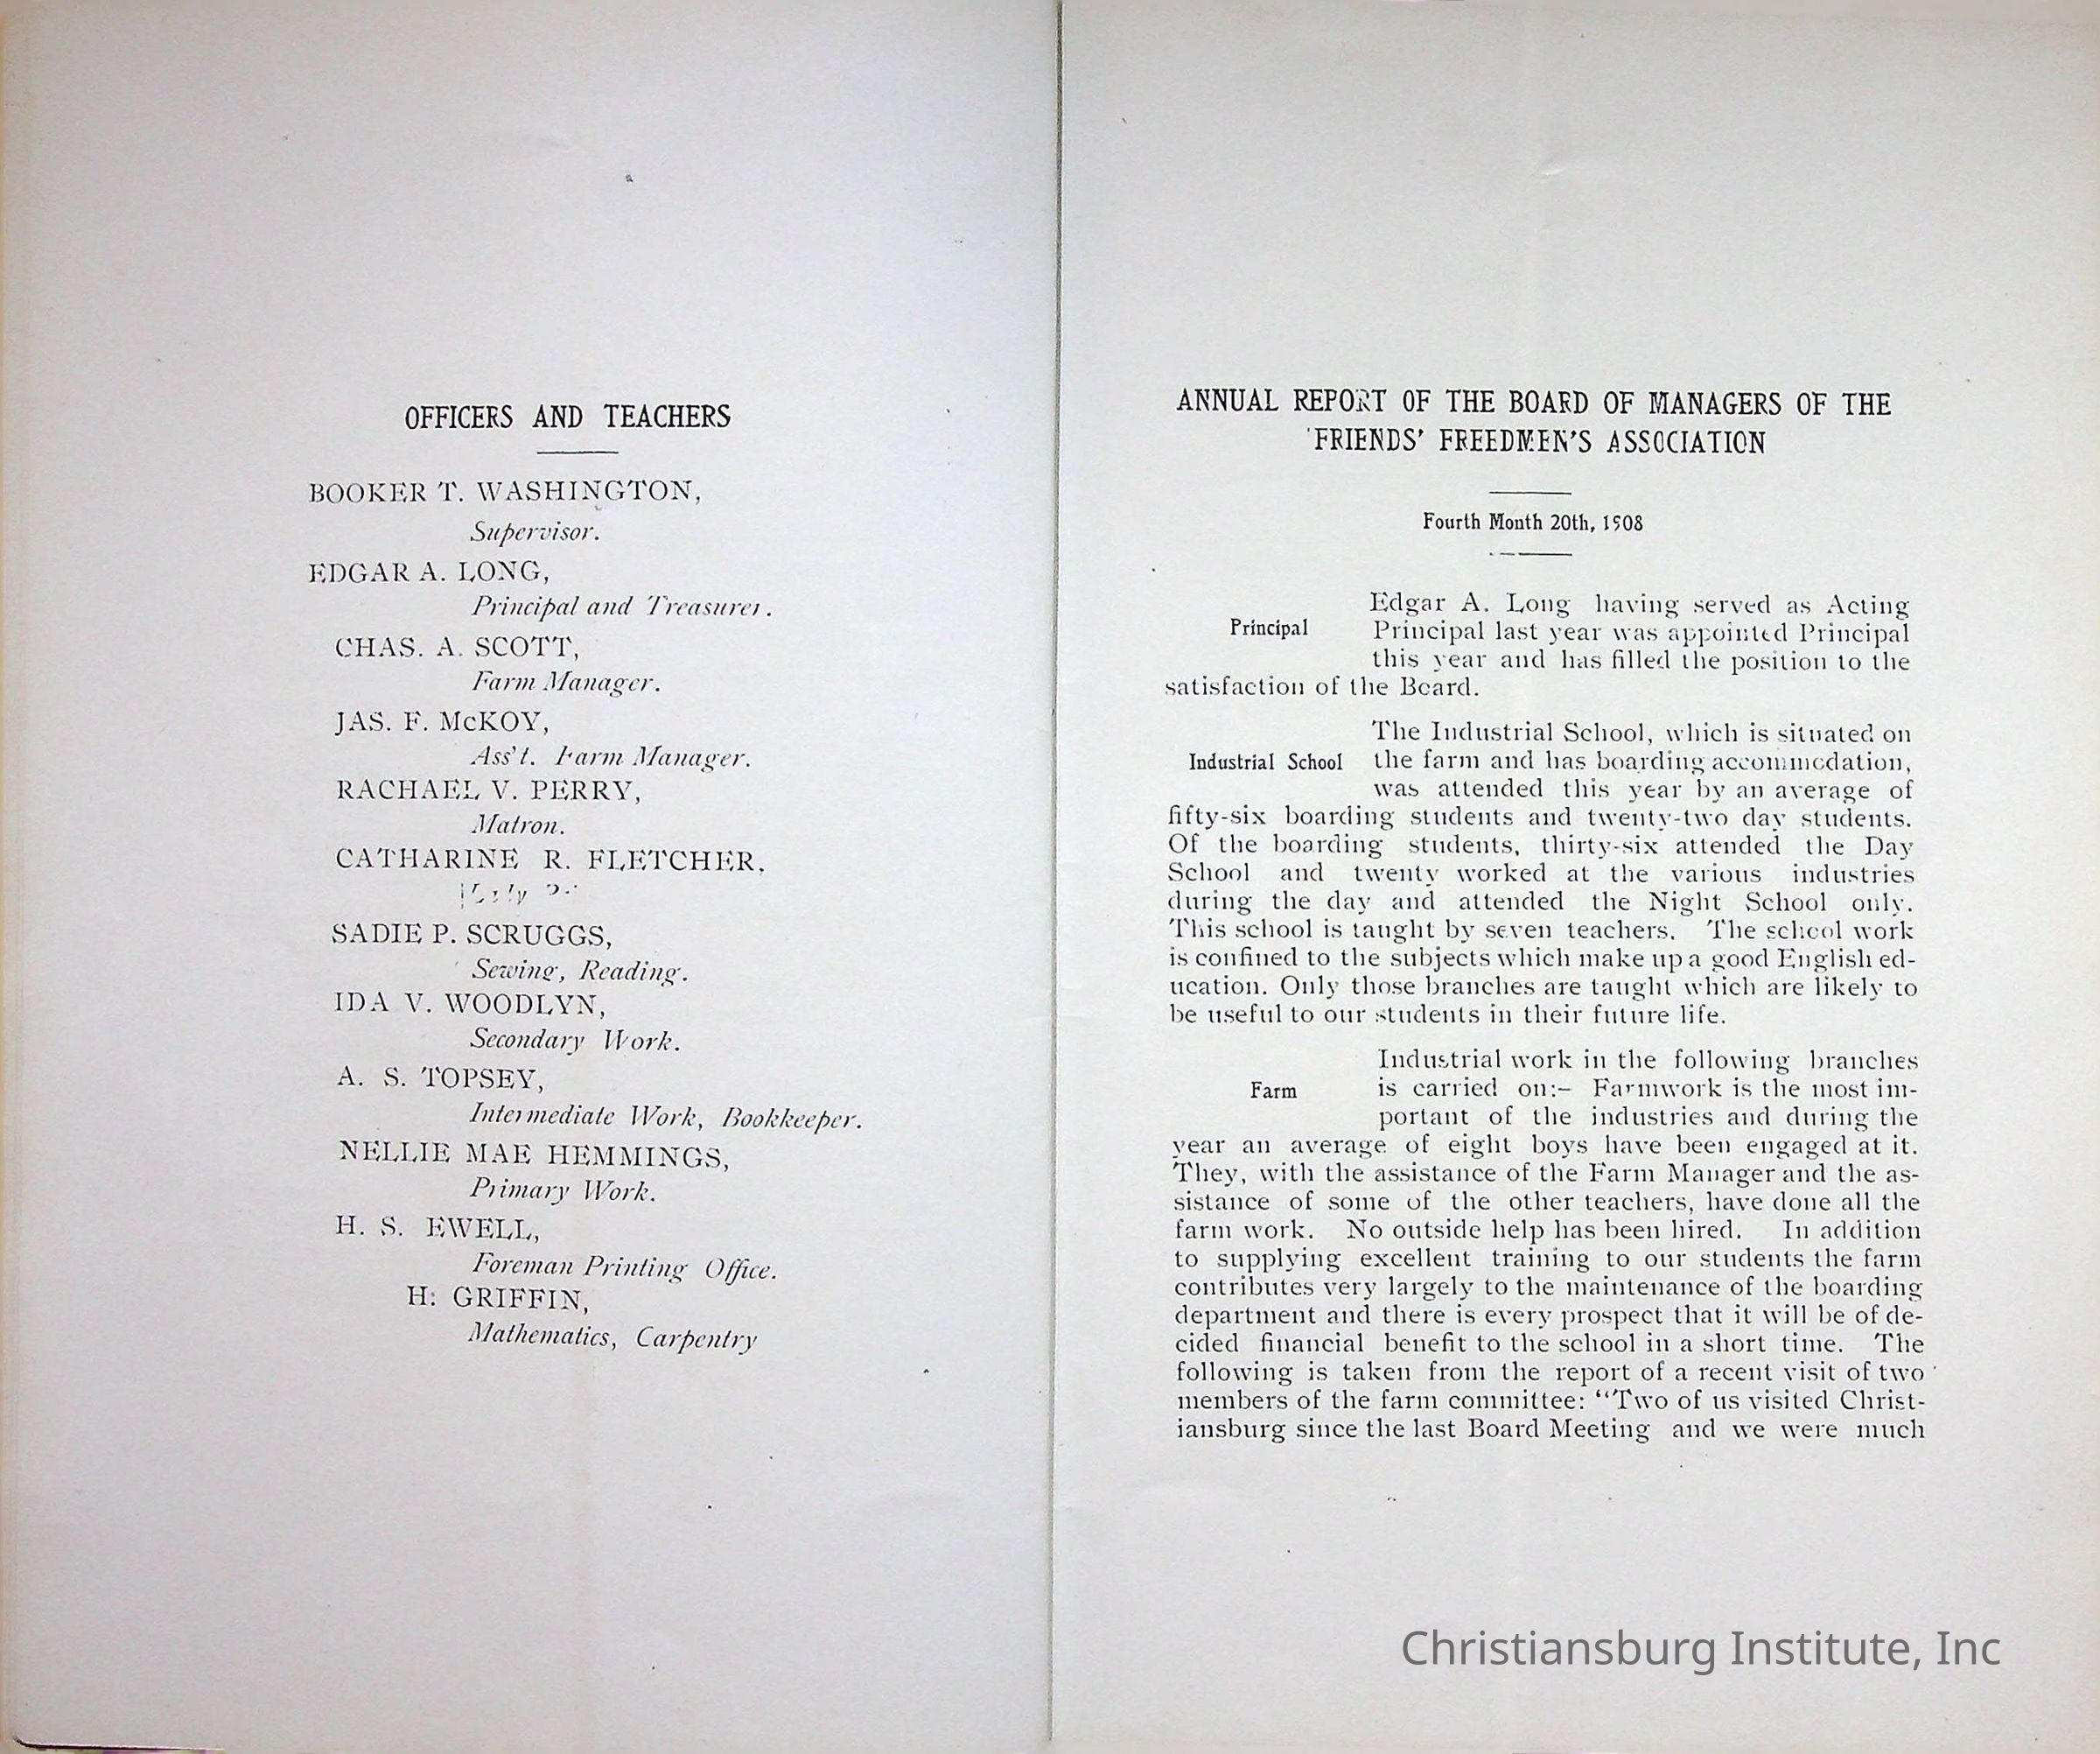 OFFICERS AND TEACHERS
BOOKER T. WASHINGTON,
Supervisor.
EDGAR A. LONG,
Principal and Treasurer.
CHAS. A. SCOTT,
Farm Manager.
JAS. F. McKOY,
Ass't. Farm Manager.
RACHAEL V. PERRY,
Matron.
CATHARINE R. FLETCHER,
SADIE P. SCRUGGS,
Sewing, Reading.
IDA V. WOODLYN,
Secondary Work.
A. S. TOPSEY,
Intermediate Work, Bookkeeper.
NELLIE MAE HEMMINGS,
Primary Work.
H. S. EWELL,
Foreman Printing Office.
H: GRIFFIN,
Mathematics, Carpentry
ANNUAL REPORT OF THE BOARD OF MANAGERS OF THE
FRIENDS' FREEDMEN'S ASSOCIATION
Fourth Month 20th, 1908
Edgar A. Long having served as Acting
Principal Principal last year was appointed Principal
this year and has filled the position to the
satisfaction of the Board.
The Industrial School, which is situated on
Industrial School the farm and has boarding accommodation,
was attended this year by an average of
fifty-six boarding students and twenty-two day students.
Of the boarding students, thirty-six attended the Day
School and twenty worked at the various industries
during the day and attended the Night School only.
This school is taught by seven teachers. The school work
is confined to the subjects which make up a good English ed-
ucation. Only those branches are taught which are likely to
be useful to our students in their future life.
Industrial work in the following branches
Farm is carried on:– Farmwork is the most im-
portant of the industries and during the
year an average of eight boys have been engaged at it.
They, with the assistance of the Farm Manager and the as-
sistance of some of the other teachers, have done all the
farm work. No outside help has been hired. In addition
to supplying excellent training to our students the farm
contributes very largely to the maintenance of the boarding
department and there is every prospect that it will be of de-
cided financial benefit to the school in a short time. The
following is taken from the report of a recent visit of two
members of the farm committee: "Two of us visited Christ-
iansburg since the last Board Meeting and we were much
Christiansburg Institute, Inc